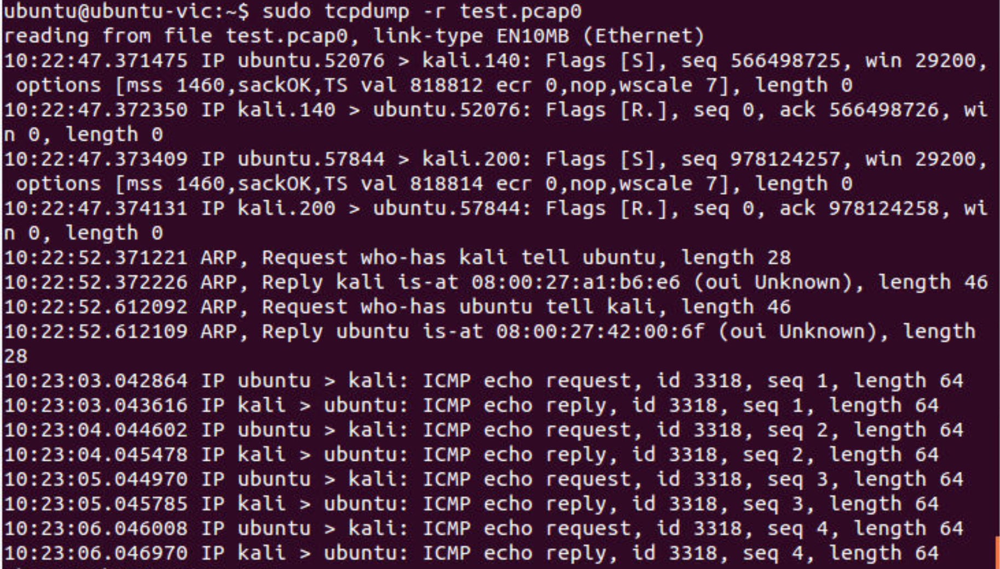 ubuntu@ubuntu-vic:~$ sudo tcpdump -r test.pcap0
reading from file test.pcap0, link-type EN10MB (Ethernet)
10:22:47.371475 IP ubuntu.52076 > kali.140: Flags [S], seq 566498725, win 29200,
 options [mss 1460,sackOK,TS val 818812 ecr 0,nop,wscale 7], length 0
10:22:47.372350 IP kali.140 > ubuntu.52076: Flags [R.], seq 0, ack 566498726, wi
n 0, length 0
10:22:47.373409 IP ubuntu.57844 > kali.200: Flags [S], seq 978124257, win 29200,
 options [mss 1460,sackOK,TS val 818814 ecr 0,nop,wscale 7], length 0
10:22:47.374131 IP kali.200 > ubuntu.57844: Flags [R.], seq 0, ack 978124258, wi
n 0, length 0
10:22:52.371221 ARP, Request who-has kali tell ubuntu, length 28
10:22:52.372226 ARP, Reply kali is-at 08:00:27:a1:b6:e6 (oui Unknown), length 46
10:22:52.612092 ARP, Request who-has ubuntu tell kali, length 46
10:22:52.612109 ARP, Reply ubuntu is-at 08:00:27:42:00:6f (oui Unknown), length
28
10:23:03.042864 IP ubuntu > kali: ICMP echo request, id 3318, seq 1, length 64
10:23:03.043616 IP kali > ubuntu: ICMP echo reply, id 3318, seq 1, length 64
10:23:04.044602 IP ubuntu > kali: ICMP echo request, id 3318, seq 2, length 64
10:23:04.045478 IP kali > ubuntu: ICMP echo reply, id 3318, seq 2, length 64
10:23:05.044970 IP ubuntu > kali: ICMP echo request, id 3318, seq 3, length 64
10:23:05.045785 IP kali > ubuntu: ICMP echo reply, id 3318, seq 3, length 64
10:23:06.046008 IP ubuntu > kali: ICMP echo request, id 3318, seq 4, length 64
10:23:06.046970 IP kali > ubuntu: ICMP echo reply, id 3318, seq 4, length 64